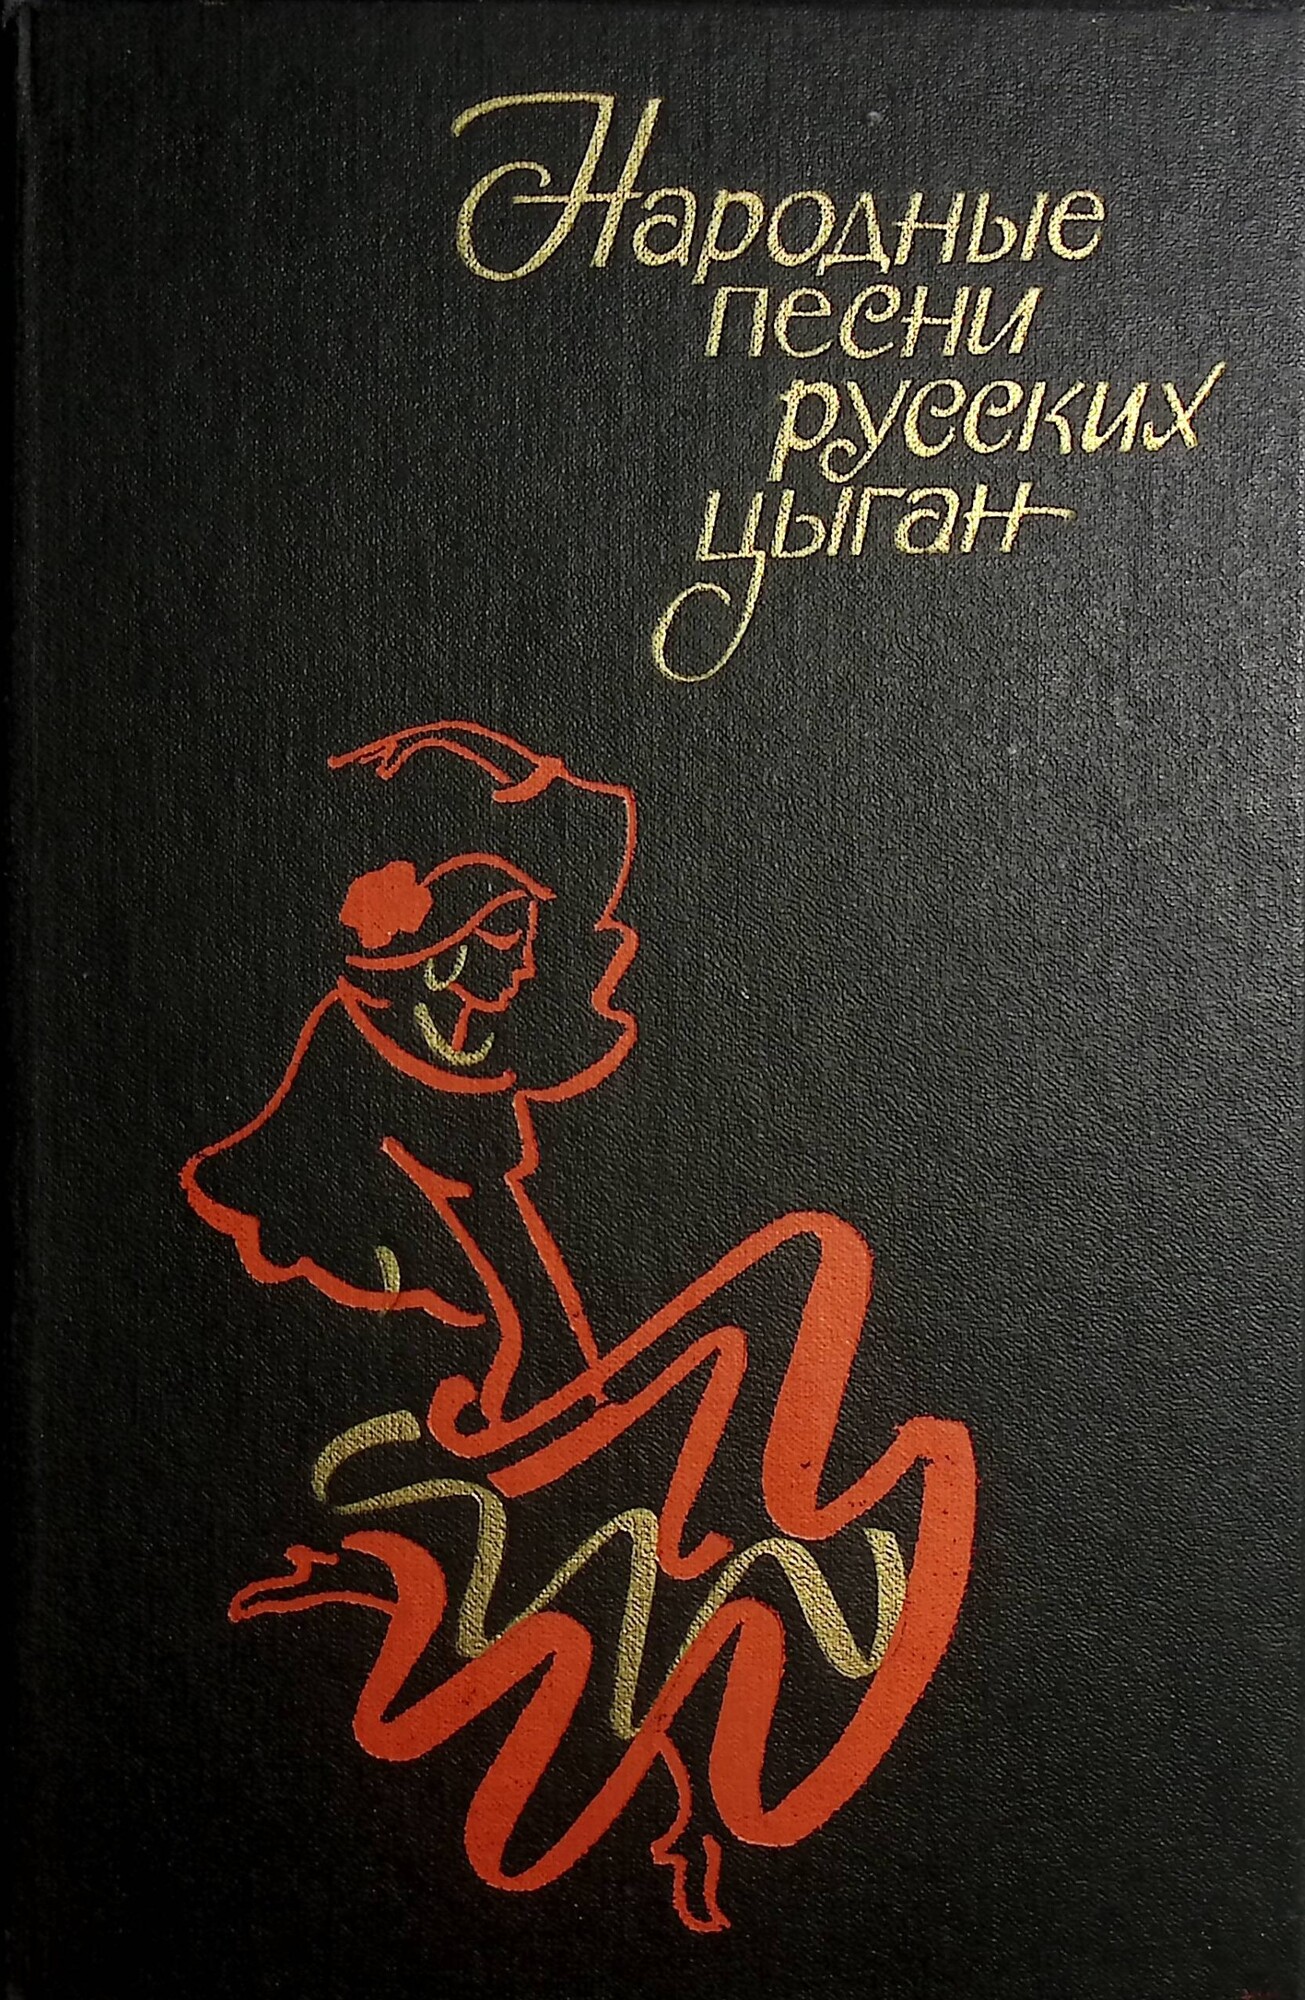 Народные
песни
русских
цыган